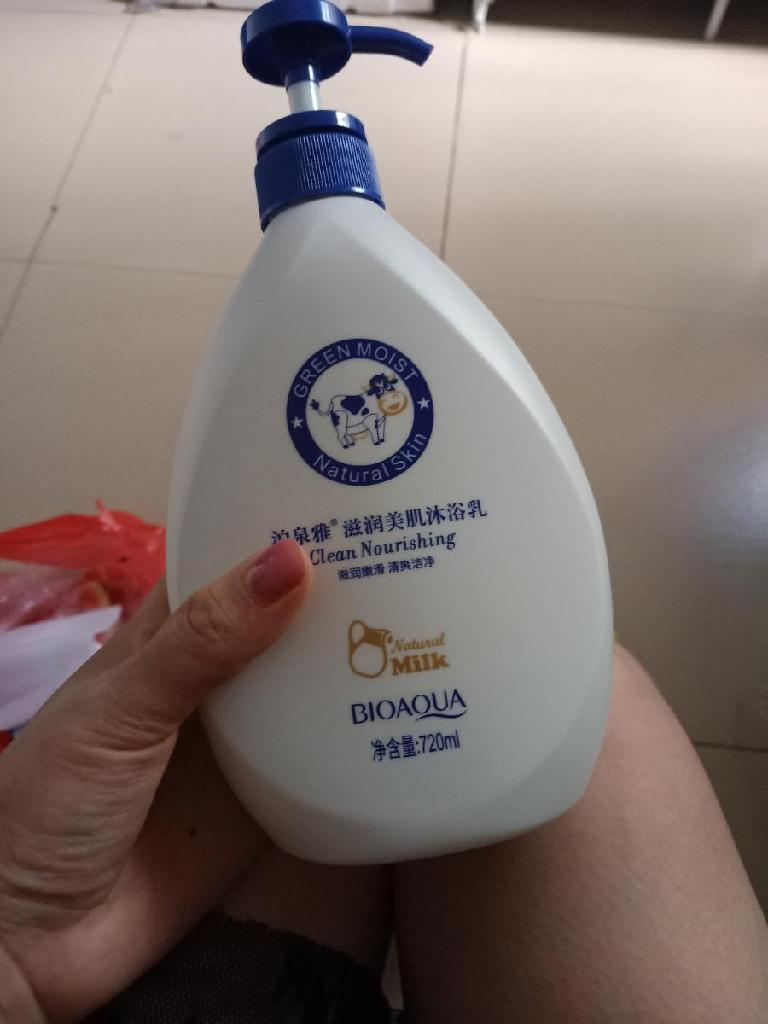 GREEN MOIST
Natural Skin
泊泉雅® 滋润美肌沐浴乳
Clean Nourishing
滋润嫩滑 清爽洁净
Natural
Milk
BIOAQUA
净含量:720ml